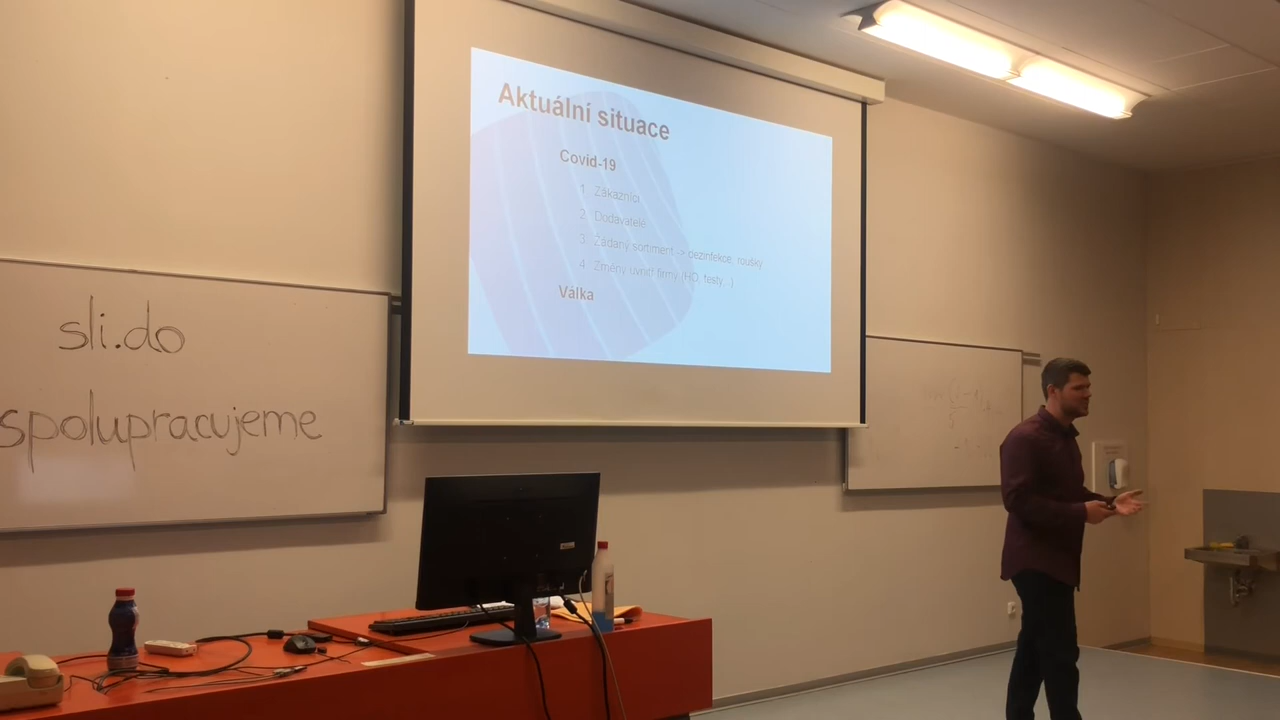 sli.do
spolupracujeme
Aktuální situace
Covid-19
1. Zákazníci
2. Dodavatelé
3. Žádaný sortiment -> dezinfekce, roušky
4. Změny uvnitř firmy (HO, testy,..)
Válka